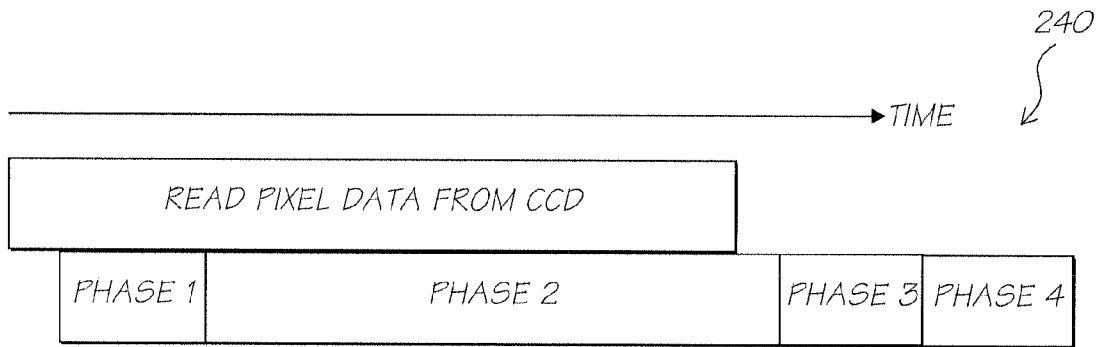 240
TIME
READ PIXEL DATA FROM CCD
PHASE 1 PHASE 2 PHASE 3 PHASE 4